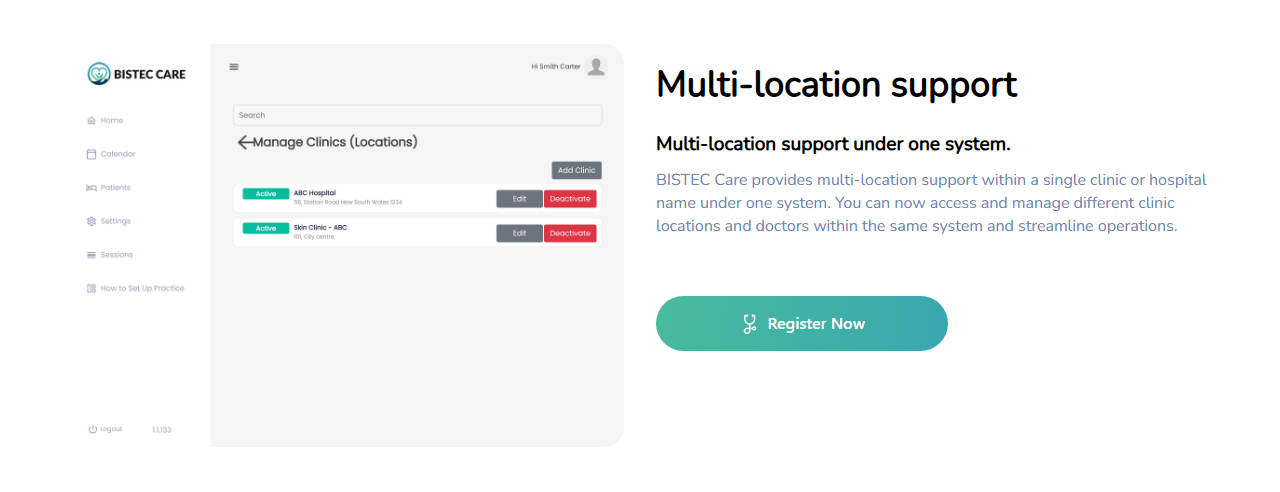 BISTEC CARE
Home
Calendar
Patients
Settings
Sessions
How to Set Up Practice
Logout 1.1.133
Hi Smith Carter
Search
Manage Clinics (Locations)
Add Clinic
Active ABC Hospital Edit Deactivate
56, Station Road New South Wales 1234
Active Skin Clinic - ABC Edit Deactivate
101, City centre
Multi-location support
Multi-location support under one system.
BISTEC Care provides multi-location support within a single clinic or hospital
name under one system. You can now access and manage different clinic
locations and doctors within the same system and streamline operations.
Register Now